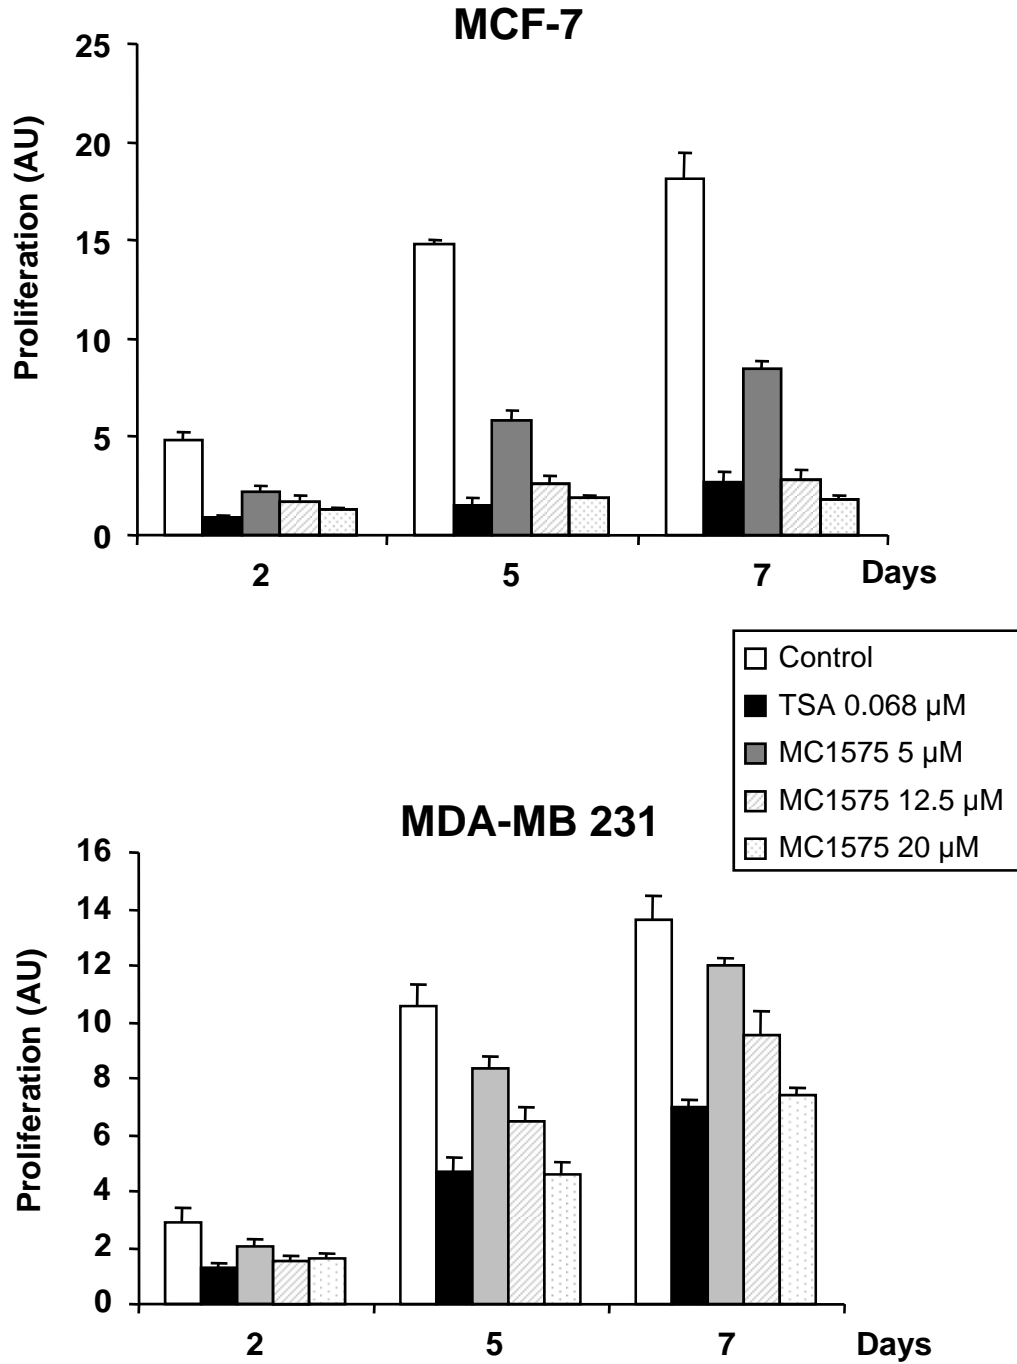 MCF-7
Proliferation (AU)
25
20
15
10
5
0
2 5 7 Days
Control
TSA 0.068 µM
MC1575 5 µM
MC1575 12.5 µM
MC1575 20 µM
MDA-MB 231
Proliferation (AU)
16
14
12
10
8
6
4
2
0
2 5 7 Days